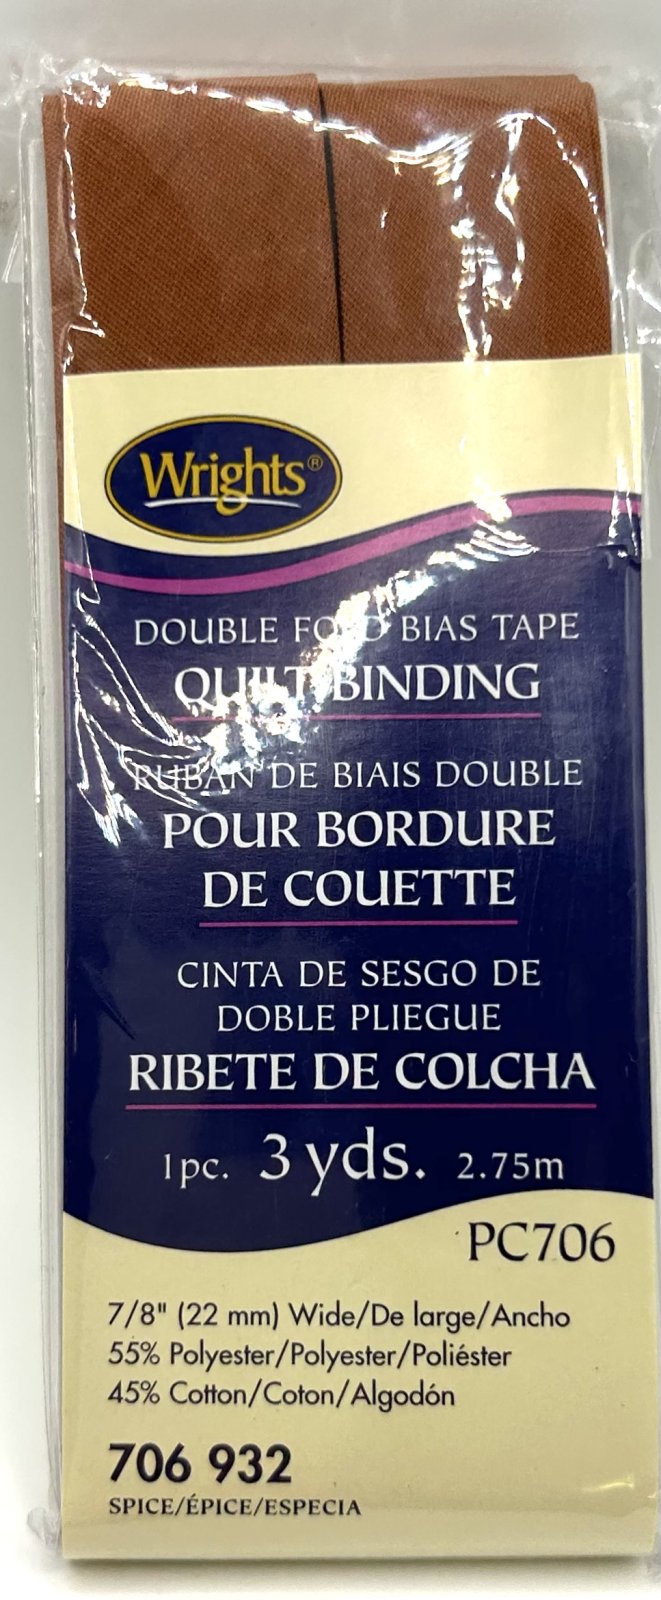 Wrights®
DOUBLE FOLD BIAS TAPE
QUILT BINDING
RUBAN DE BIAIS DOUBLE
POUR BORDURE
DE COUETTE
CINTA DE SESGO DE
DOBLE PLIEGUE
RIBETE DE COLCHA
1pc. 3 yds. 2.75m
PC706
7/8" (22 mm) Wide/De large/Ancho
55% Polyester/Polyester/Poliéster
45% Cotton/Coton/Algodón
706 932
SPICE/ÉPICE/ESPECIA